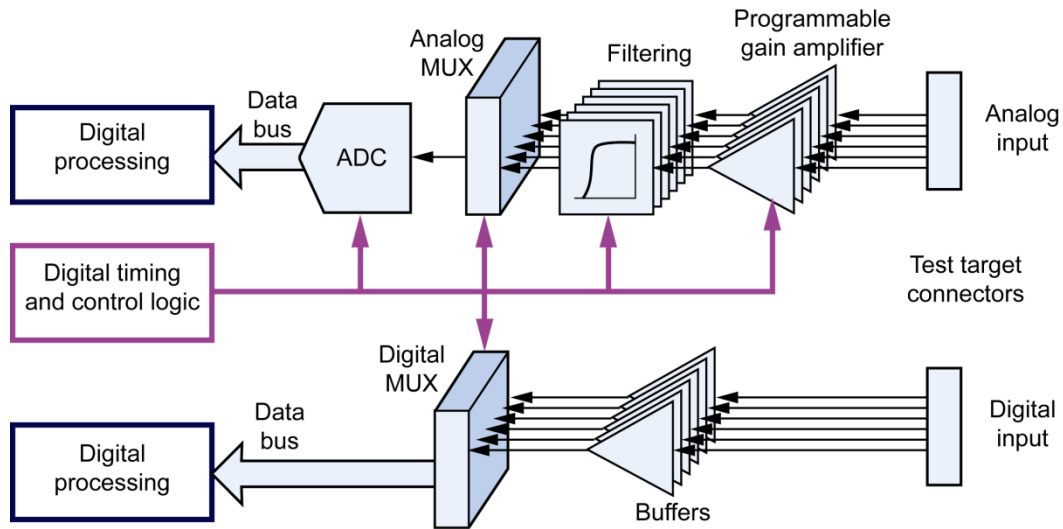 Programmable
gain amplifier
Analog
MUX
Filtering
Data
bus
Digital
processing
ADC
Analog
input
Digital timing
and control logic
Test target
connectors
Digital
MUX
Data
bus
Digital
input
Digital
processing
Buffers